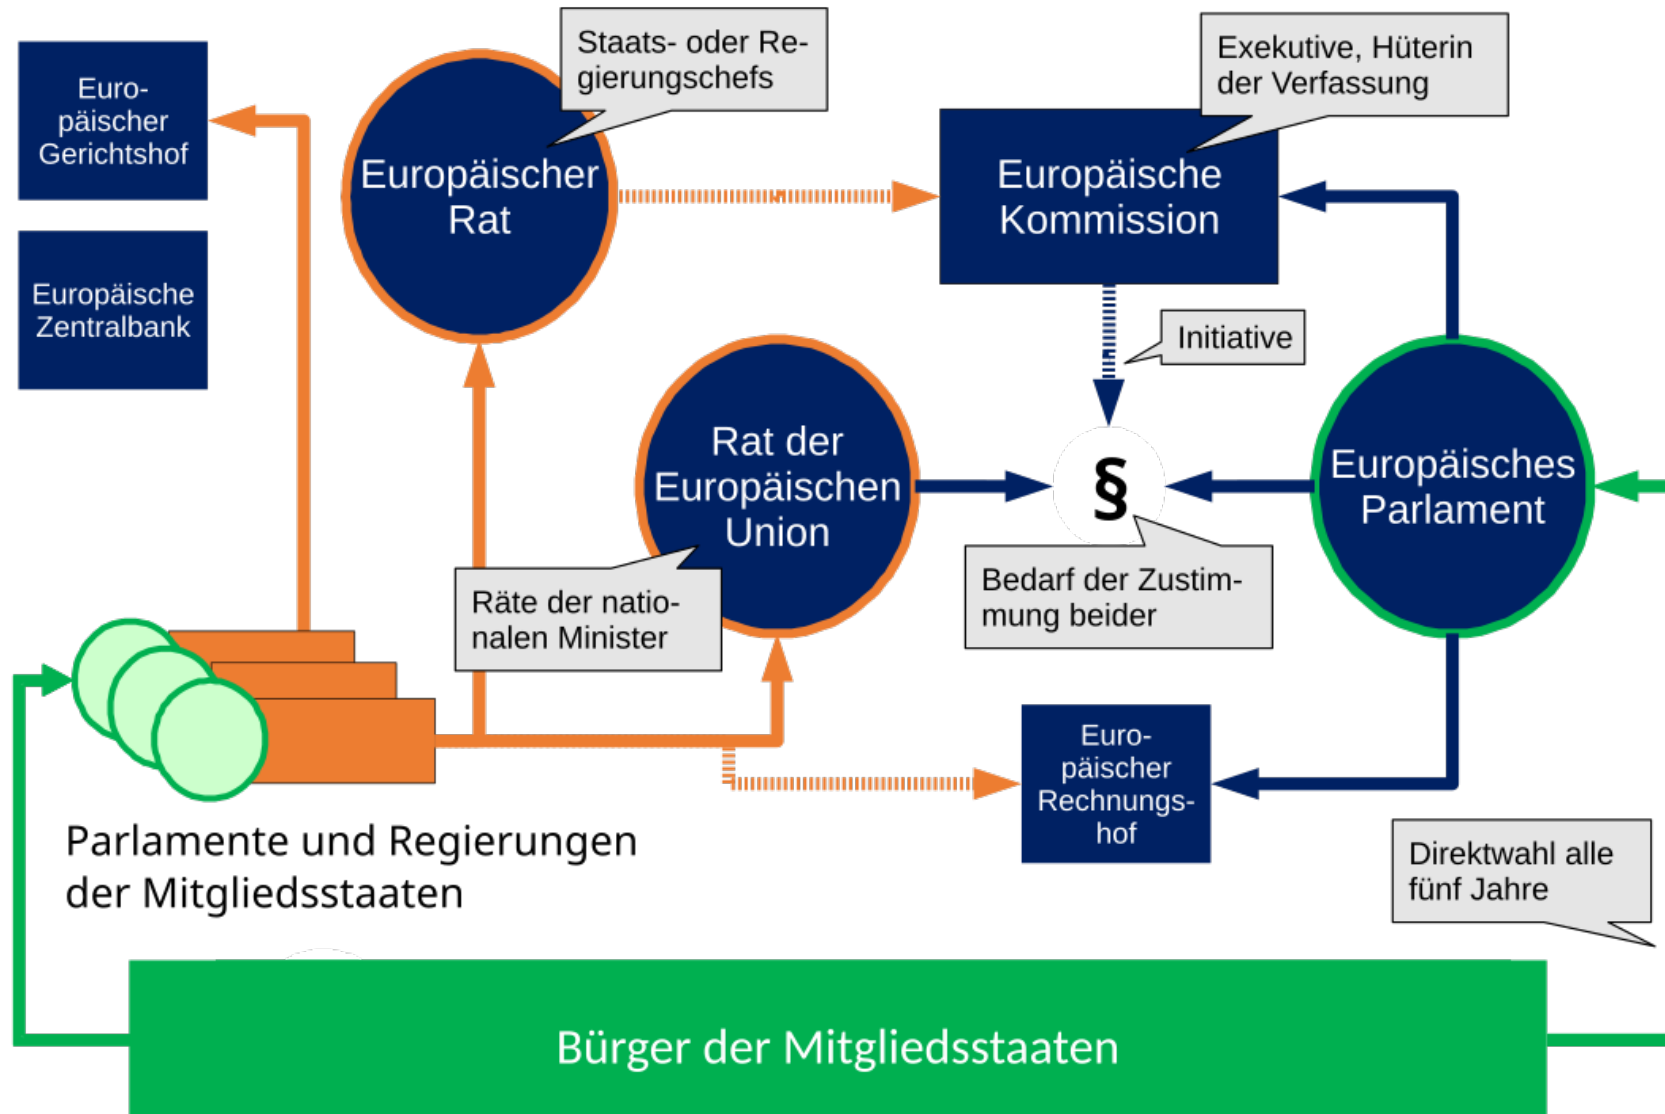 Staats- oder Re-
gierungschefs
Exekutive, Hüterin
der Verfassung
Euro-
päischer
Gerichtshof
Europäischer
Rat
Europäische
Kommission
Europäische
Zentralbank
Initiative
Rat der
Europäischen
Union
§
Europäisches
Parlament
Räte der natio-
nalen Minister
Bedarf der Zustim-
mung beider
Euro-
päischer
Rechnungs-
hof
Parlamente und Regierungen
der Mitgliedsstaaten
Direktwahl alle
fünf Jahre
Bürger der Mitgliedsstaaten